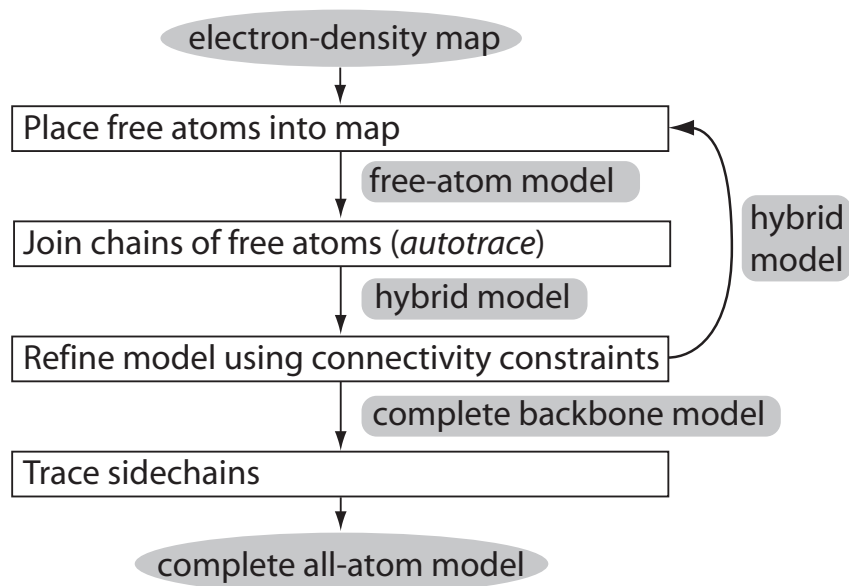 electron-density map
Place free atoms into map
free-atom model
Join chains of free atoms (autotrace)
hybrid
model
hybrid model
Refine model using connectivity constraints
complete backbone model
Trace sidechains
complete all-atom model